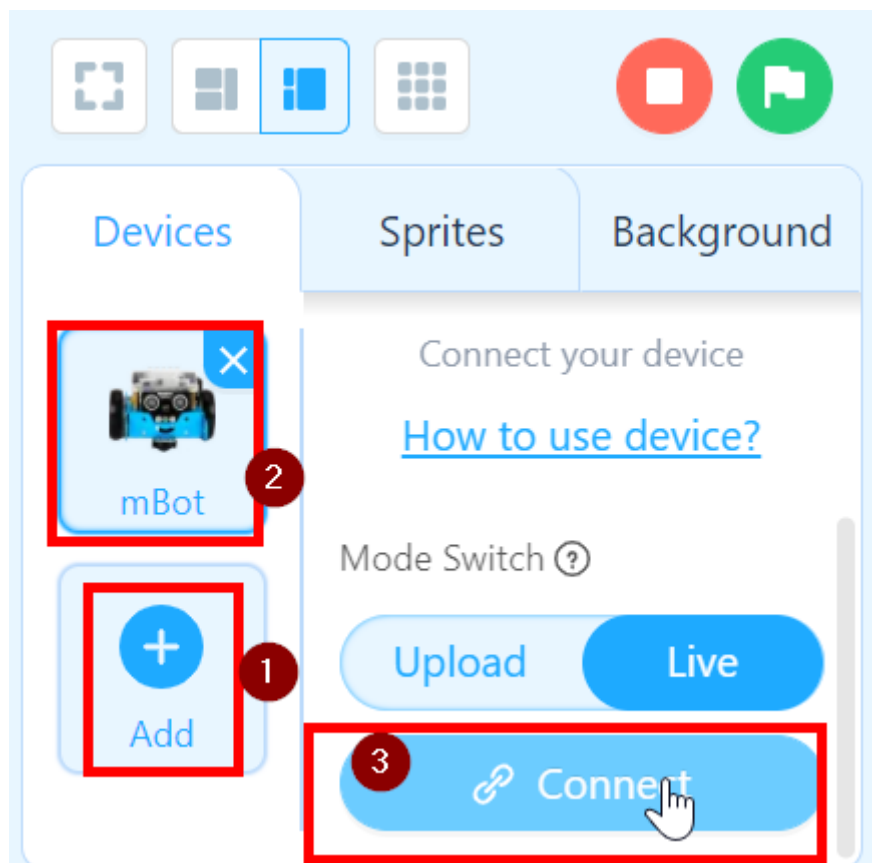 Devices
Sprites
Background
Connect your device
How to use device?
mBot
2
Mode Switch ?
Upload
Live
1
Add
3
Connect